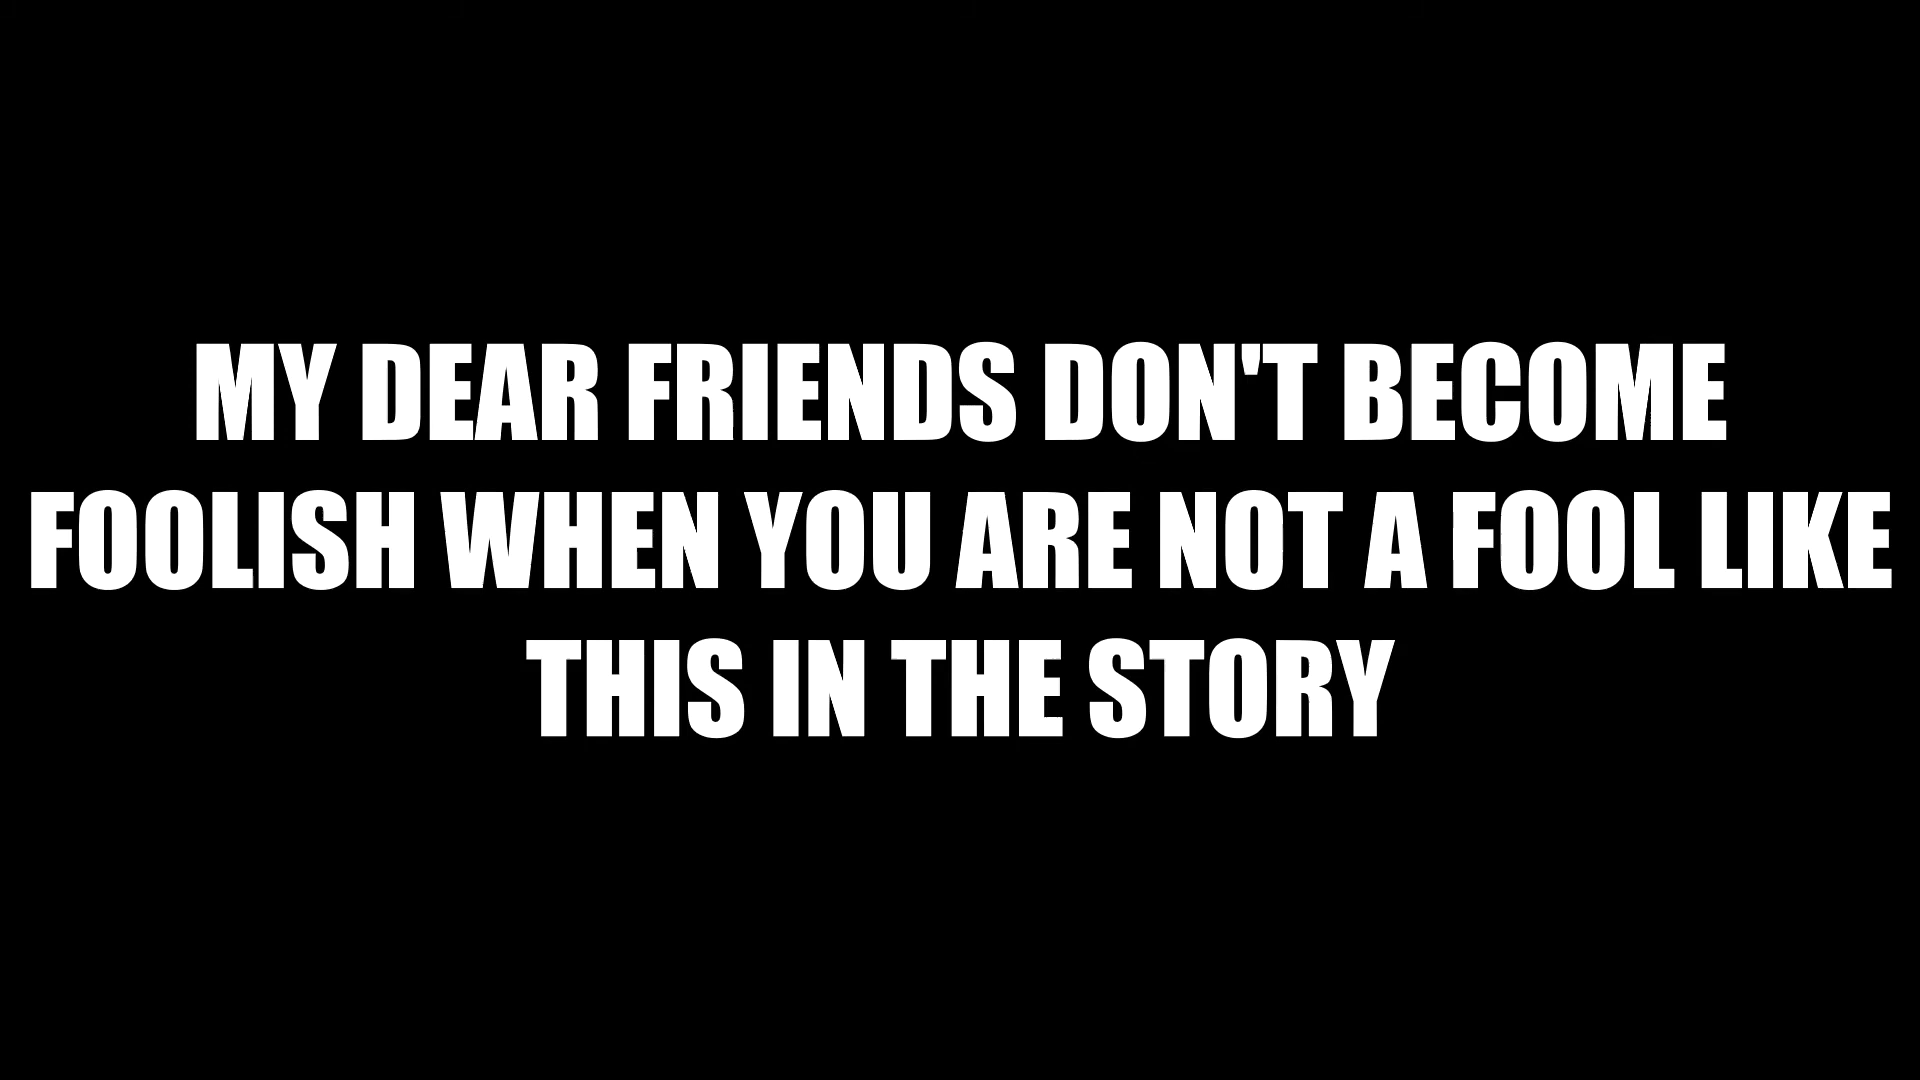 MY DEAR FRIENDS DON'T BECOME
FOOLISH WHEN YOU ARE NOT A FOOL LIKE
THIS IN THE STORY